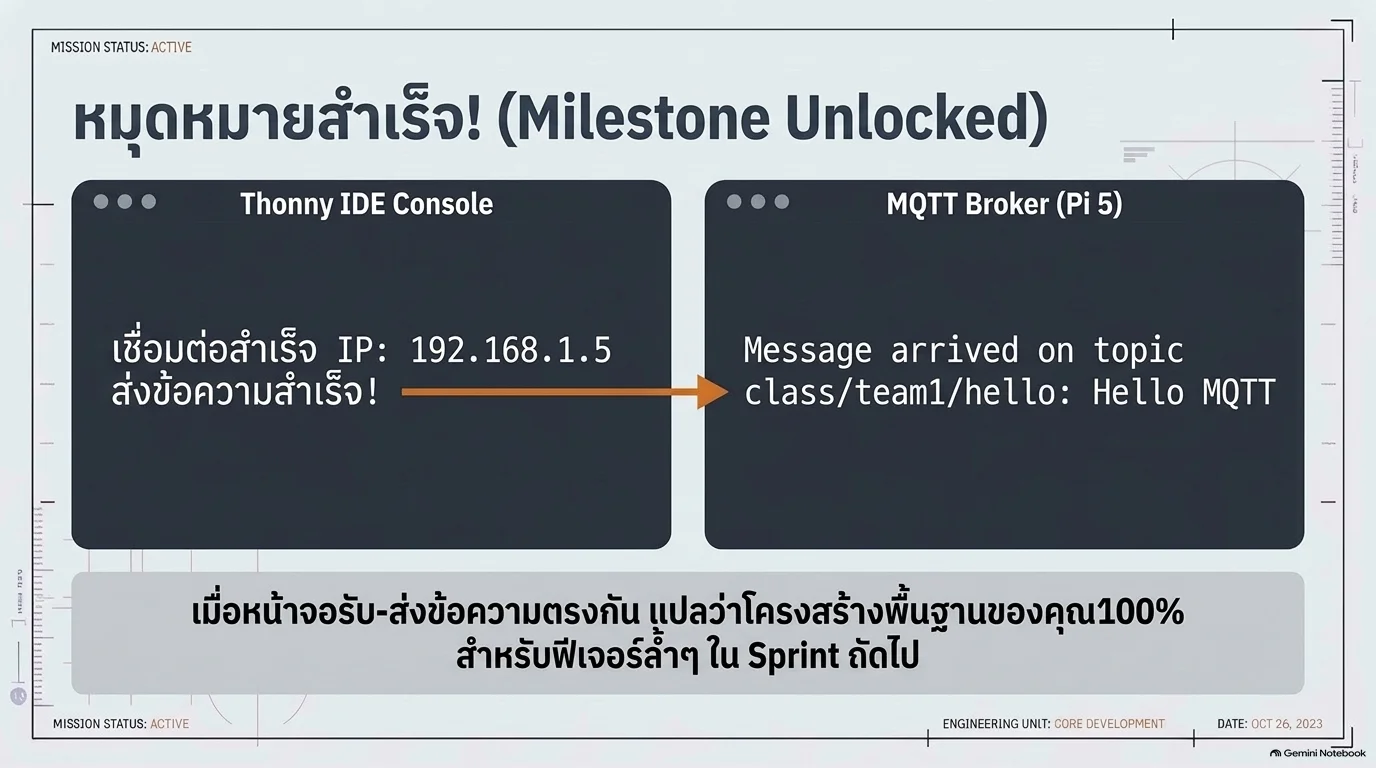 MISSION STATUS: ACTIVE
หมุดหมายสำเร็จ! (Milestone Unlocked)
Thonny IDE Console
เชื่อมต่อสำเร็จ IP: 192.168.1.5
ส่งข้อความสำเร็จ!
MQTT Broker (Pi 5)
Message arrived on topic
class/team1/hello: Hello MQTT
เมื่อหน้าจอรับ-ส่งข้อความตรงกัน แปลว่าโครงสร้างพื้นฐานของคุณ100%
สำหรับฟีเจอร์ล้ำๆ ใน Sprint ถัดไป
MISSION STATUS: ACTIVE
ENGINEERING UNIT: CORE DEVELOPMENT
DATE: OCT 26, 2023
Gemini Notebook